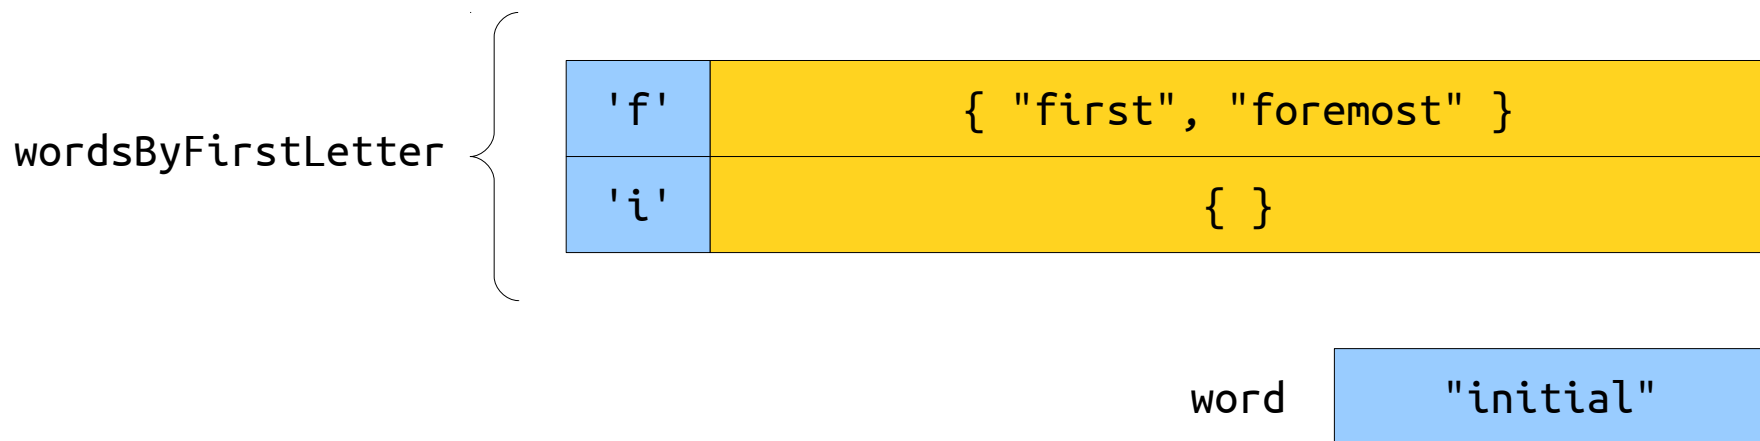 'f' { "first", "foremost" }
wordsByFirstLetter
'i' { }
word "initial"